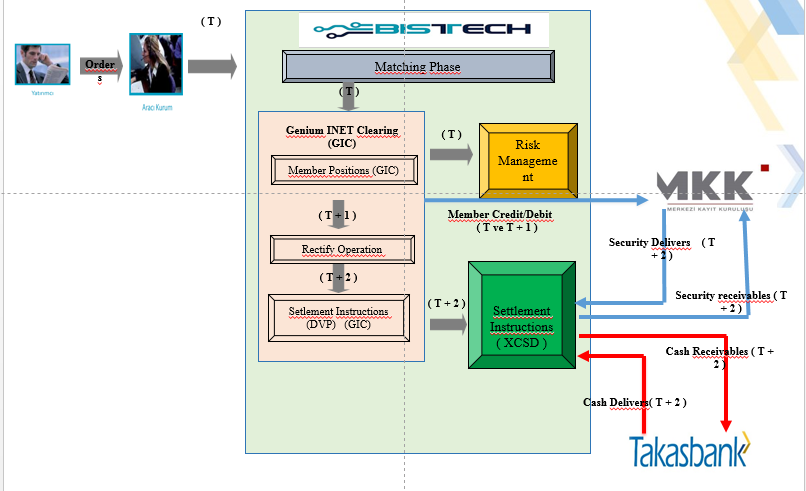 ( T )
BISTECH
Order
s
Yatırımcı
Aracı Kurum
Matching Phase
( T )
Genium INET Clearing
(GIC)
Member Positions (GIC)
( T )
Risk
Manageme
nt
MKK
MERKEZİ KAYIT KURULUŞU
( T + 1 )
Member Credit/Debit
( T ve T + 1 )
Rectify Operation
( T + 2 )
Security Delivers ( T
+ 2 )
Setlement Instructions
(DVP) (GIC)
( T + 2 )
Settlement
Instructions
( XCSD )
Security receivables ( T
+ 2 )
Cash Receivables ( T +
2 )
Cash Delivers( T + 2 )
Takasbank